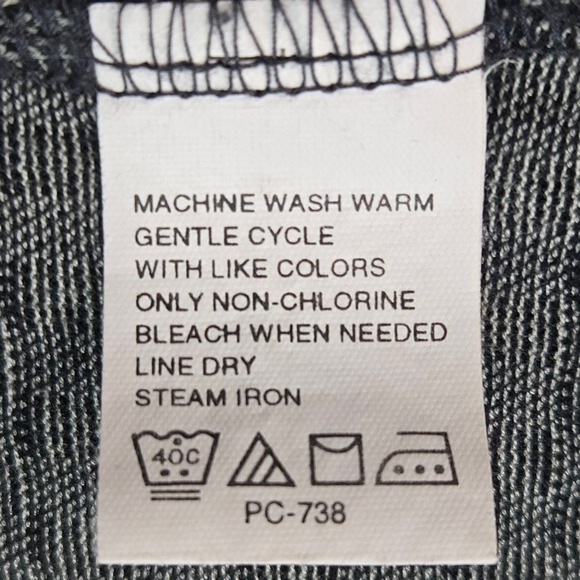 MACHINE WASH WARM
GENTLE CYCLE
WITH LIKE COLORS
ONLY NON-CHLORINE
BLEACH WHEN NEEDED
LINE DRY
STEAM IRON
40C
PC-738